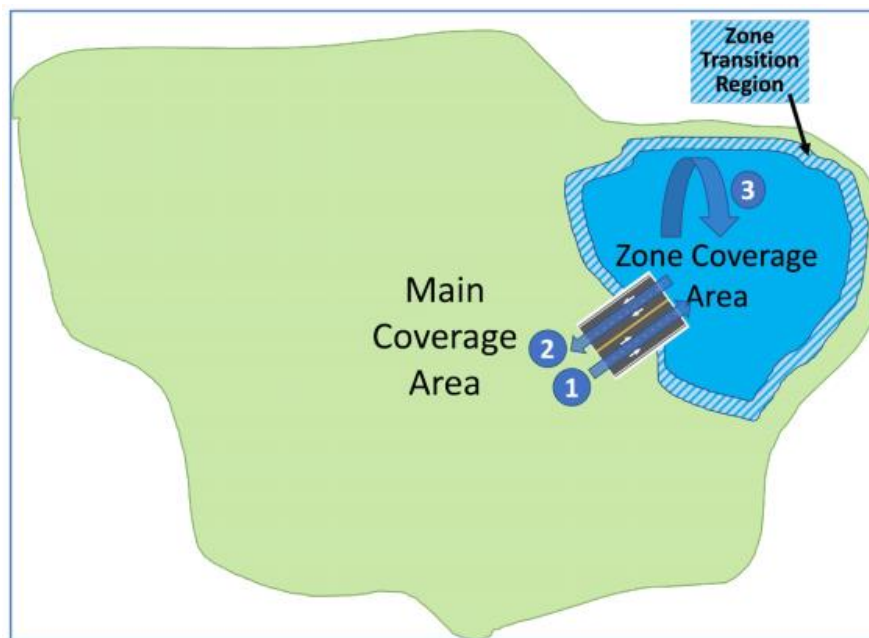 Zone
Transition
Region
3
Zone Coverage
Area
Main
Coverage
Area
2
1